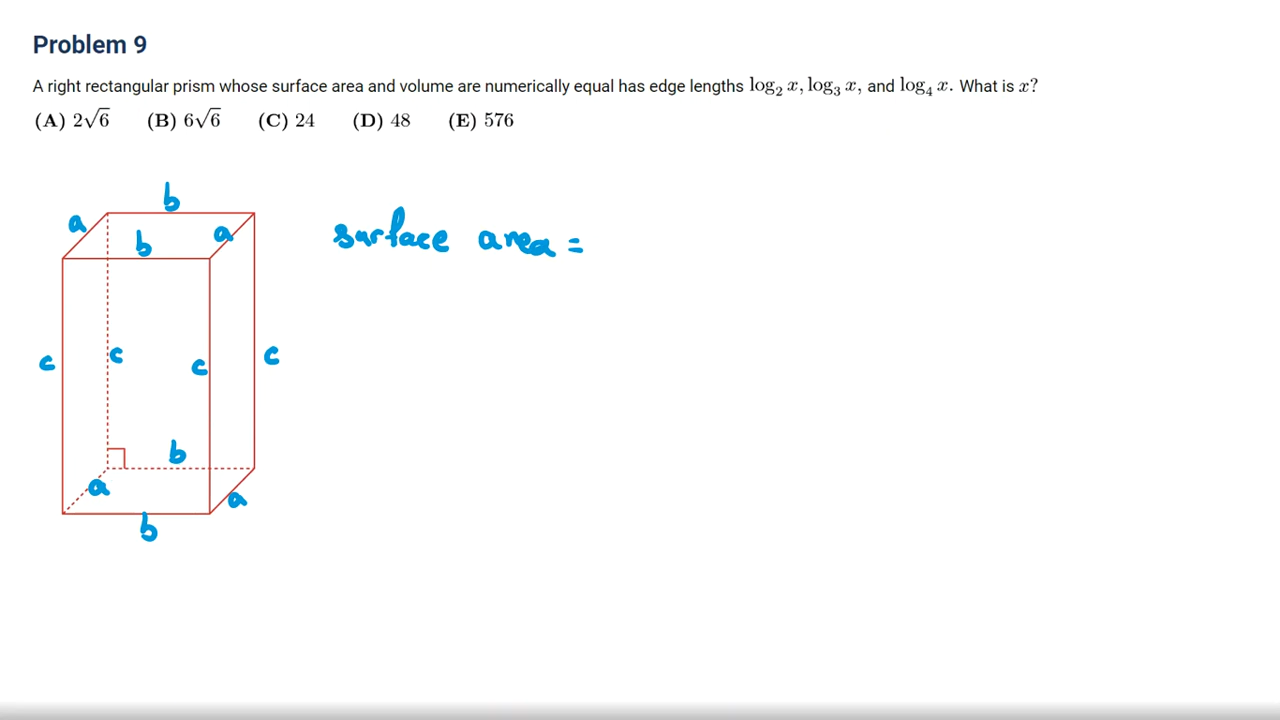 Problem 9
A right rectangular prism whose surface area and volume are numerically equal has edge lengths log₂ x, log₃ x, and log₄ x. What is x?
(A) 2√6 (B) 6√6 (C) 24 (D) 48 (E) 576
b
a b a
surface area =
c c c c
b
a a
b